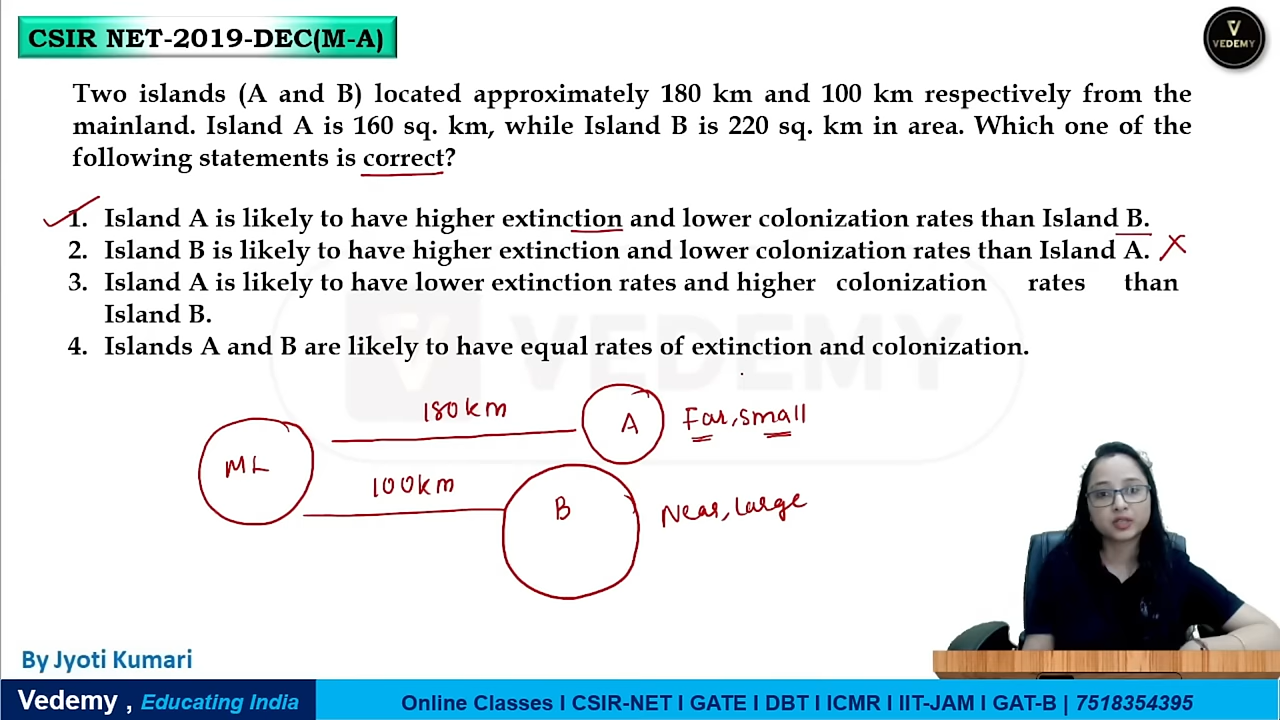 CSIR NET-2019-DEC(M-A)
V
VEDEMY
Two islands (A and B) located approximately 180 km and 100 km respectively from the
mainland. Island A is 160 sq. km, while Island B is 220 sq. km in area. Which one of the
following statements is correct?
1. Island A is likely to have higher extinction and lower colonization rates than Island B.
2. Island B is likely to have higher extinction and lower colonization rates than Island A.
3. Island A is likely to have lower extinction rates and higher colonization rates than
Island B.
4. Islands A and B are likely to have equal rates of extinction and colonization.
VEDEMY
180km
A
Far, small
ML
100km
B
Near, Large
By Jyoti Kumari
Vedemy , Educating India
Online Classes I CSIR-NET I GATE I DBT I ICMR I IIT-JAM I GAT-B | 7518354395